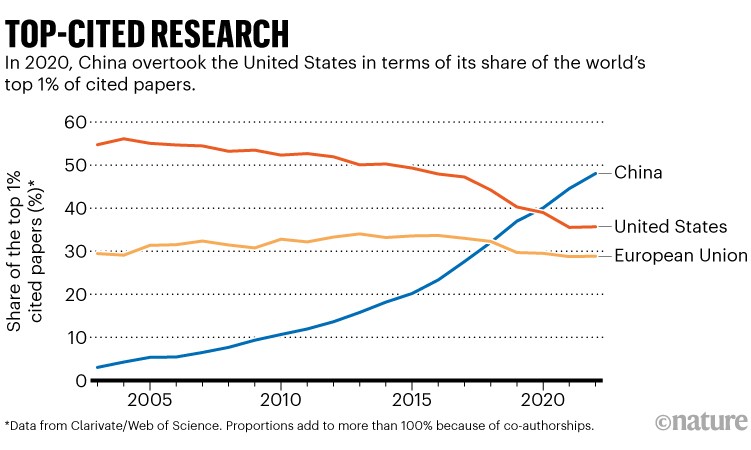 TOP-CITED RESEARCH
In 2020, China overtook the United States in terms of its share of the world’s
top 1% of cited papers.
Share of the top 1%
cited papers (%)*
60
50
40
30
20
10
0
China
United States
European Union
2005
2010
2015
2020
*Data from Clarivate/Web of Science. Proportions add to more than 100% because of co-authorships.
©nature